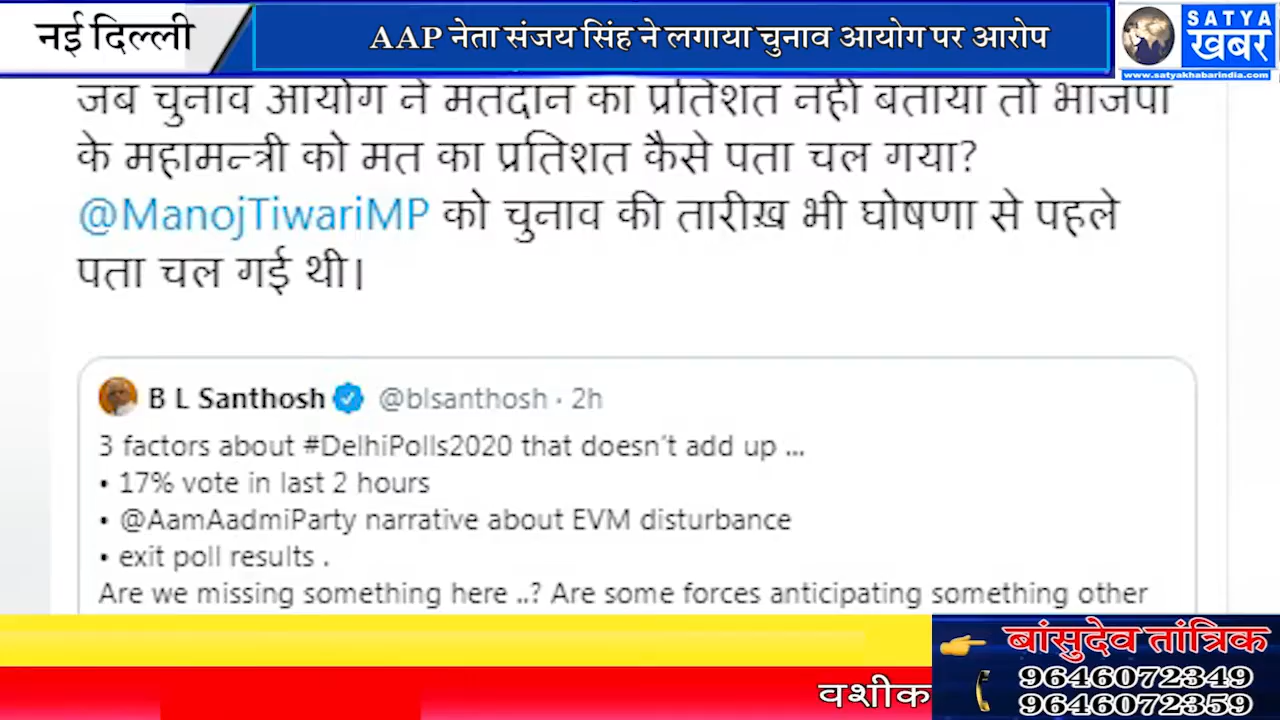 नई दिल्ली
AAP नेता संजय सिंह ने लगाया चुनाव आयोग पर आरोप
SATYA
खबर
www.satyakhabarindia.com
जब चुनाव आयोग ने मतदान का प्रतिशत नही बताया तो भाजपा
के महामन्त्री को मत का प्रतिशत कैसे पता चल गया?
@ManojTiwariMP को चुनाव की तारीख़ भी घोषणा से पहले
पता चल गई थी।
B L Santhosh @blsanthosh · 2h
3 factors about #DelhiPolls2020 that doesn't add up ...
• 17% vote in last 2 hours
• @AamAadmiParty narrative about EVM disturbance
• exit poll results .
Are we missing something here ..? Are some forces anticipating something other
बांसुदेव तांत्रिक
9646072349
9646072359
वशीक